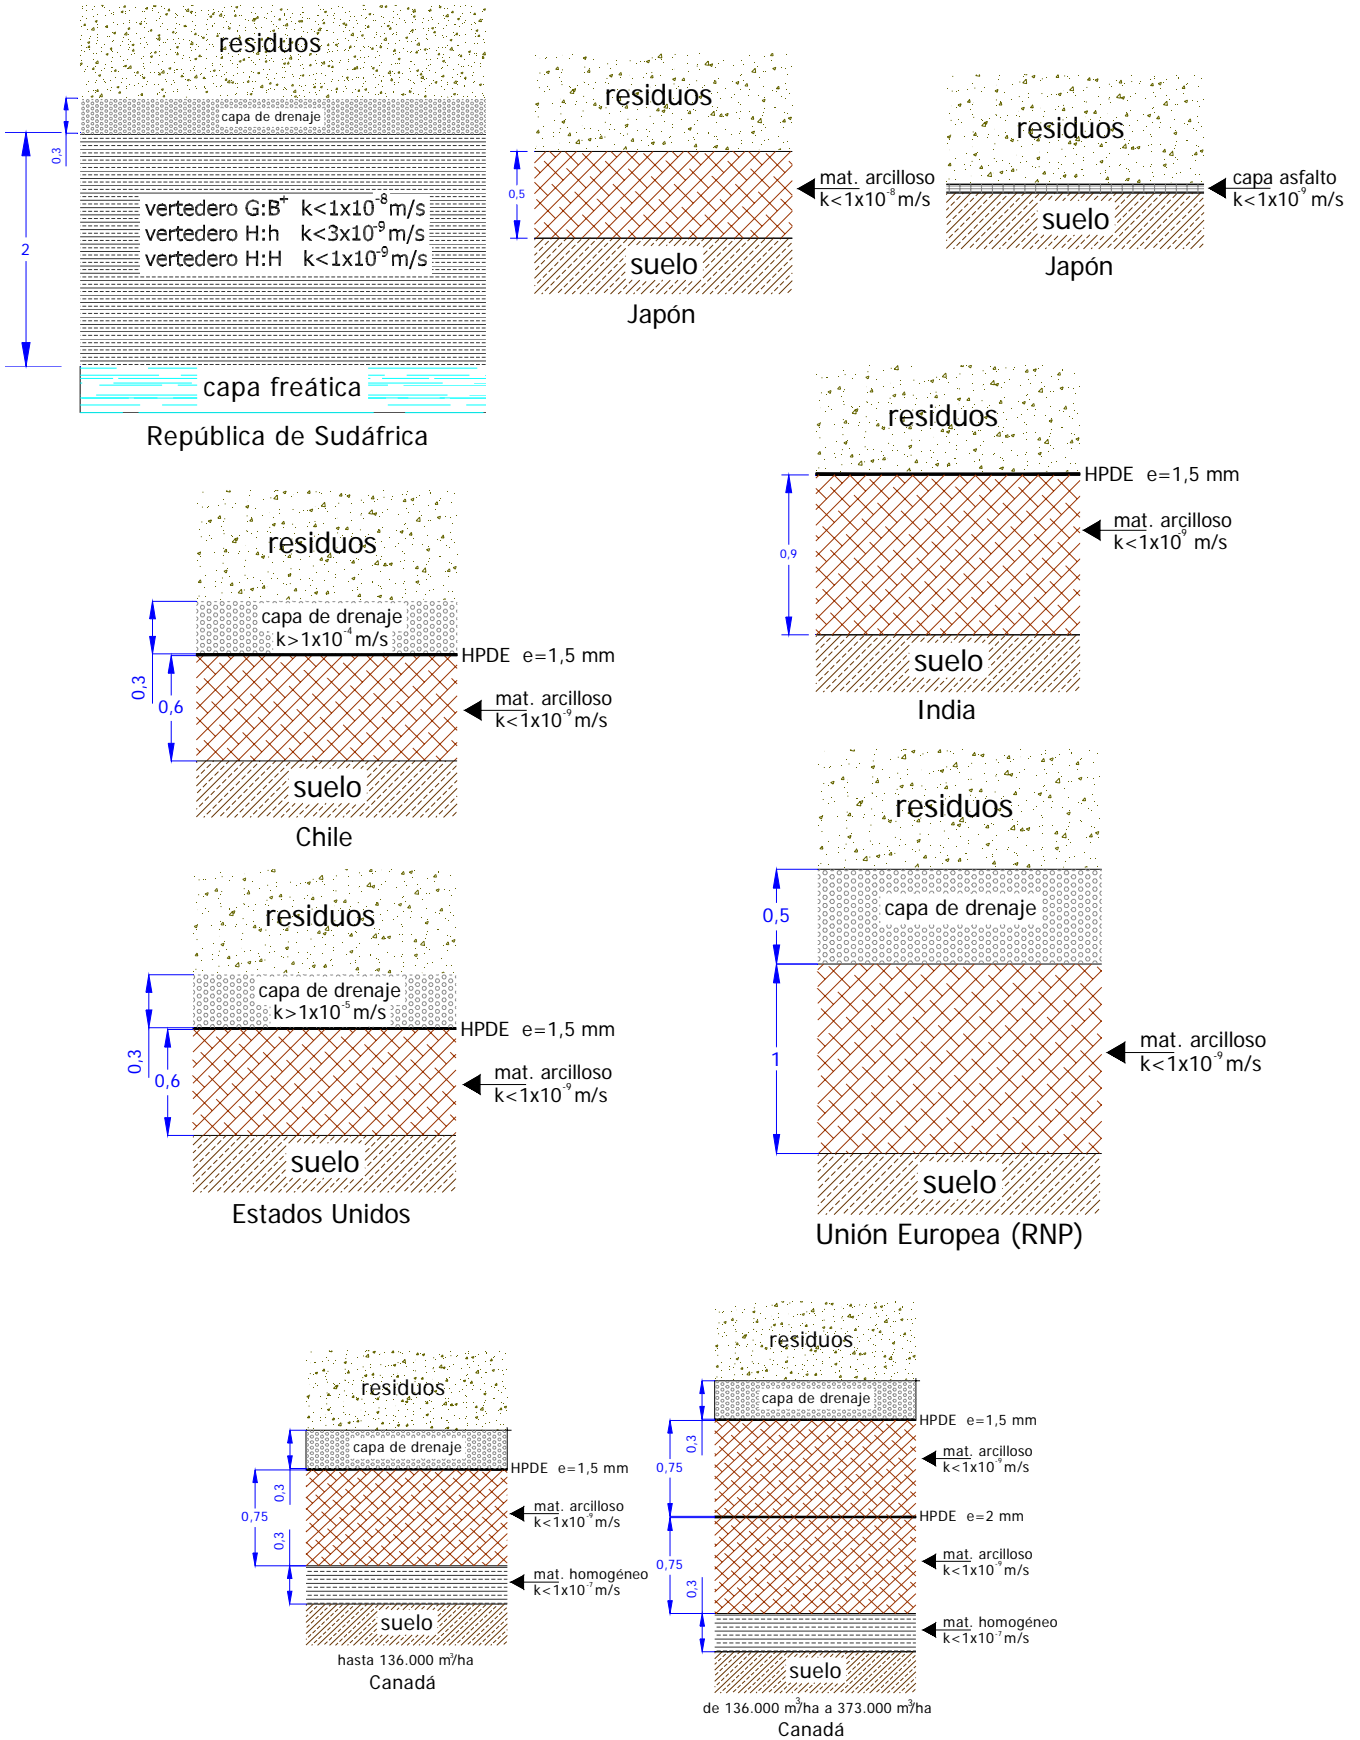 residuos
capa de drenaje
0,3
2
vertedero G:B⁺ k<1x10⁻⁸m/s
vertedero H:h k<3x10⁻⁹m/s
vertedero H:H k<1x10⁻⁹m/s
capa freática
República de Sudáfrica
residuos
0,5
mat. arcilloso
k<1x10⁻⁸m/s
suelo
Japón
residuos
capa asfalto
k<1x10⁻⁹ m/s
suelo
Japón
residuos
HPDE e=1,5 mm
0,9
mat. arcilloso
k<1x10⁹ m/s
suelo
India
residuos
capa de drenaje
k>1x10⁻⁴m/s
HPDE e=1,5 mm
0,3
0,6
mat. arcilloso
k<1x10⁻⁹m/s
suelo
Chile
residuos
capa de drenaje
k>1x10⁻⁵m/s
HPDE e=1,5 mm
0,3
0,6
mat. arcilloso
k<1x10⁻⁹m/s
suelo
Estados Unidos
residuos
0,5
capa de drenaje
1
mat. arcilloso
k<1x10⁻⁹m/s
suelo
Unión Europea (RNP)
residuos
capa de drenaje
HPDE e=1,5 mm
0,3
0,75
mat. arcilloso
k<1x10⁻⁹m/s
0,3
mat. homogéneo
k<1x10⁻⁷m/s
suelo
hasta 136.000 m³/ha
Canadá
residuos
capa de drenaje
HPDE e=1,5 mm
0,3
0,75
mat. arcilloso
k<1x10⁻⁹m/s
HPDE e=2 mm
0,75
mat. arcilloso
k<1x10⁻⁹m/s
0,3
mat. homogéneo
k<1x10⁻⁷m/s
suelo
de 136.000 m³/ha a 373.000 m³/ha
Canadá